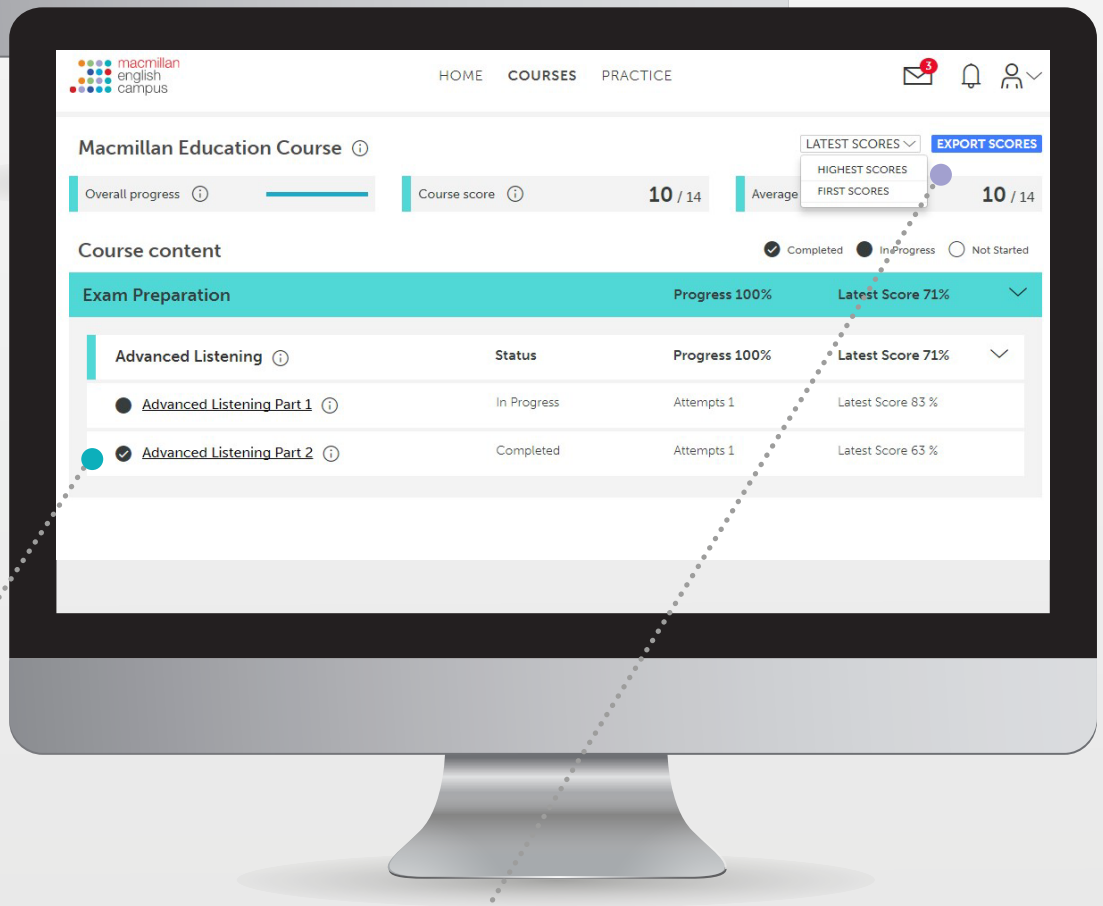 macmillan
english
campus
HOME COURSES PRACTICE
3
Macmillan Education Course
LATEST SCORES
EXPORT SCORES
HIGHEST SCORES
FIRST SCORES
Overall progress
Course score 10 / 14
Average 10 / 14
Course content
Completed In Progress Not Started
Exam Preparation Progress 100% Latest Score 71%
Advanced Listening Status Progress 100% Latest Score 71%
Advanced Listening Part 1 In Progress Attempts 1 Latest Score 83 %
Advanced Listening Part 2 Completed Attempts 1 Latest Score 63 %